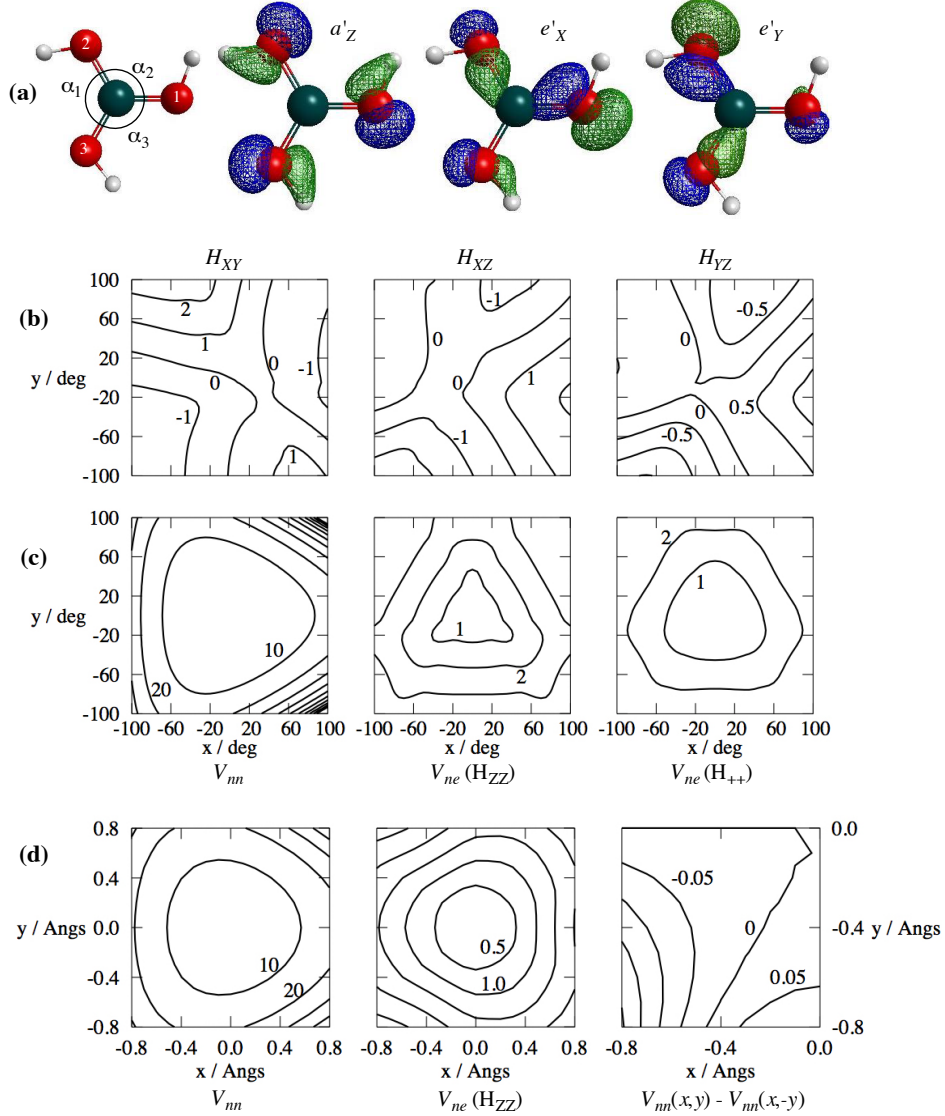 (a)
2
α₂
α₁
1
α₃
3
a'Z
e'X
e'Y
HXY
HXZ
HYZ
(b)
100
60
20
-20
-60
-100
y / deg
2
1
0
0
-1
-1
1
-1
0
0
1
-1
-0.5
0
0.5
0
-0.5
(c)
100
60
20
-20
-60
-100
y / deg
10
20
1
2
2
1
-100 -60 -20 20 60 100
-100 -60 -20 20 60 100
-100 -60 -20 20 60 100
x / deg
x / deg
x / deg
Vnn
Vne (HZZ)
Vne (H++)
(d)
0.8
0.4
y / Angs
0.0
-0.4
-0.8
10
20
0.5
1.0
-0.05
0
0.05
0.0
-0.4 y / Angs
-0.8
-0.8 -0.4 0.0 0.4 0.8
-0.8 -0.4 0.0 0.4 0.8
-0.8 -0.4 0.0
x / Angs
x / Angs
x / Angs
Vnn
Vne (HZZ)
Vnn(x,y) - Vnn(x,-y)